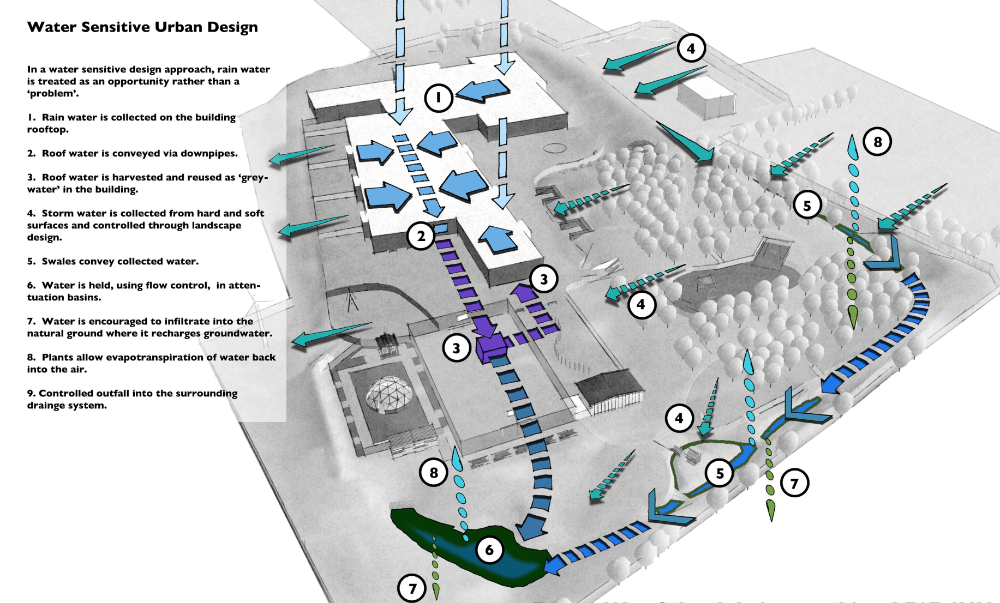 Water Sensitive Urban Design
In a water sensitive design approach, rain water
is treated as an opportunity rather than a
‘problem’.
1. Rain water is collected on the building
rooftop.
2. Roof water is conveyed via downpipes.
3. Roof water is harvested and reused as ‘grey-
water’ in the building.
4. Storm water is collected from hard and soft
surfaces and controlled through landscape
design.
5. Swales convey collected water.
6. Water is held, using flow control, in atten-
tuation basins.
7. Water is encouraged to infiltrate into the
natural ground where it recharges groundwater.
8. Plants allow evapotranspiration of water back
into the air.
9. Controlled outfall into the surrounding
drainge system.
4
1
8
5
2
3
4
3
4
8
5
7
6
7